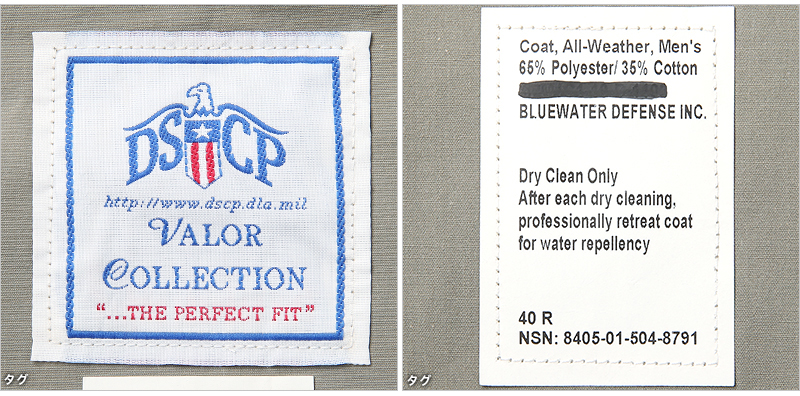 DSCP
http://www.dscp.dla.mil
VALOR
COLLECTION
"...THE PERFECT FIT"
タグ
Coat, All-Weather, Men's
65% Polyester/ 35% Cotton
BLUEWATER DEFENSE INC.
Dry Clean Only
After each dry cleaning,
professionally retreat coat
for water repellency
40 R
NSN: 8405-01-504-8791
タグ